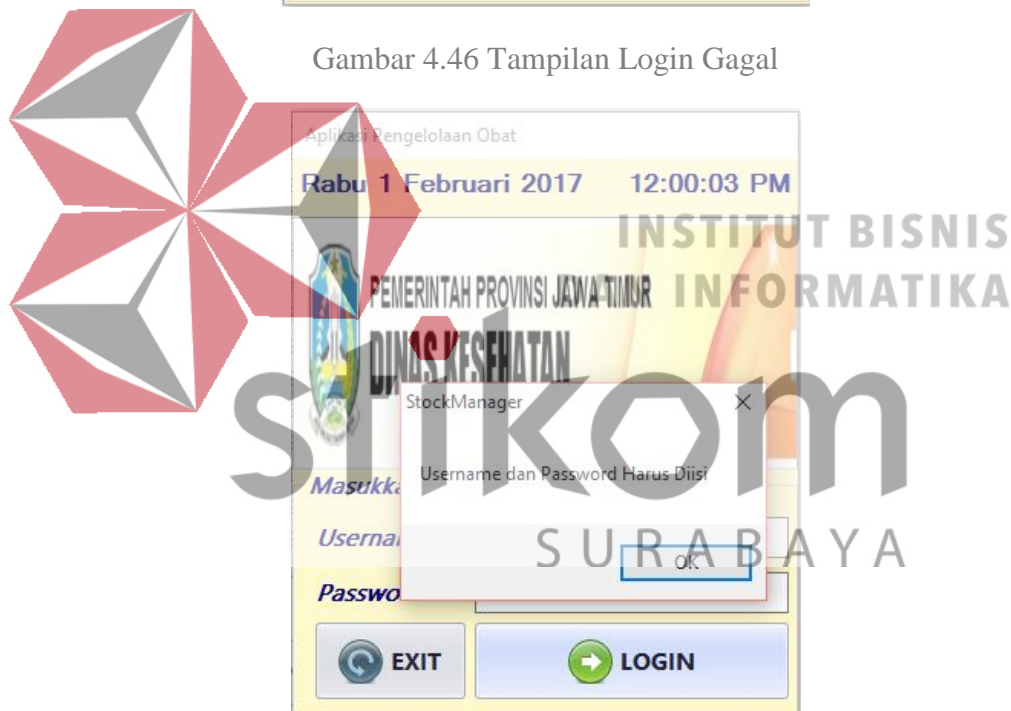 Gambar 4.46 Tampilan Login Gagal
Aplikasi Pengelolaan Obat
Rabu 1 Februari 2017 12:00:03 PM
INSTITUT BISNIS
INFORMATIKA
PEMERINTAH PROVINSI JAWA TIMUR
DINAS KESEHATAN
stikom
SURABAYA
StockManager
Username dan Password Harus Diisi
OK
EXIT
LOGIN